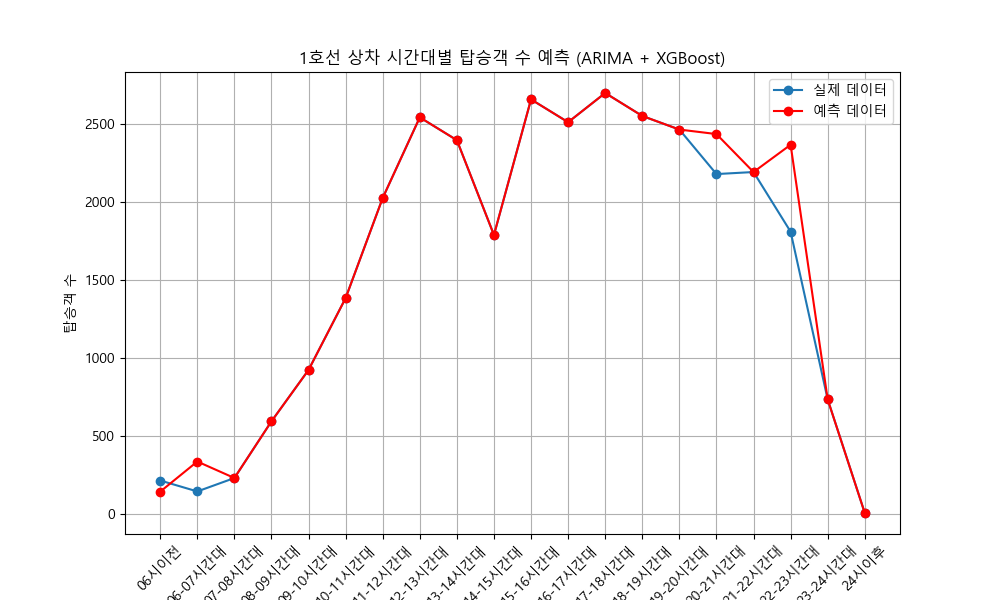 1호선 상차 시간대별 탑승객 수 예측 (ARIMA + XGBoost)
실제 데이터
예측 데이터
탑승객 수
2500
2000
1500
1000
500
0
06시이전
06-07시간대
07-08시간대
08-09시간대
09-10시간대
10-11시간대
11-12시간대
12-13시간대
13-14시간대
14-15시간대
15-16시간대
16-17시간대
17-18시간대
18-19시간대
19-20시간대
20-21시간대
21-22시간대
22-23시간대
23-24시간대
24시이후